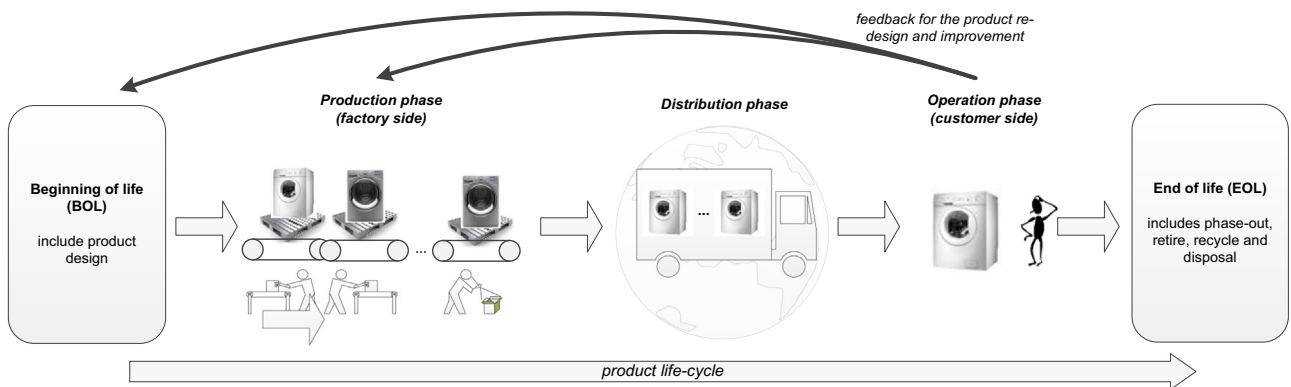 feedback for the product re-
design and improvement
Production phase
(factory side)
Distribution phase
Operation phase
(customer side)
Beginning of life
(BOL)
include product
design
...
...
End of life (EOL)
includes phase-out,
retire, recycle and
disposal
product life-cycle